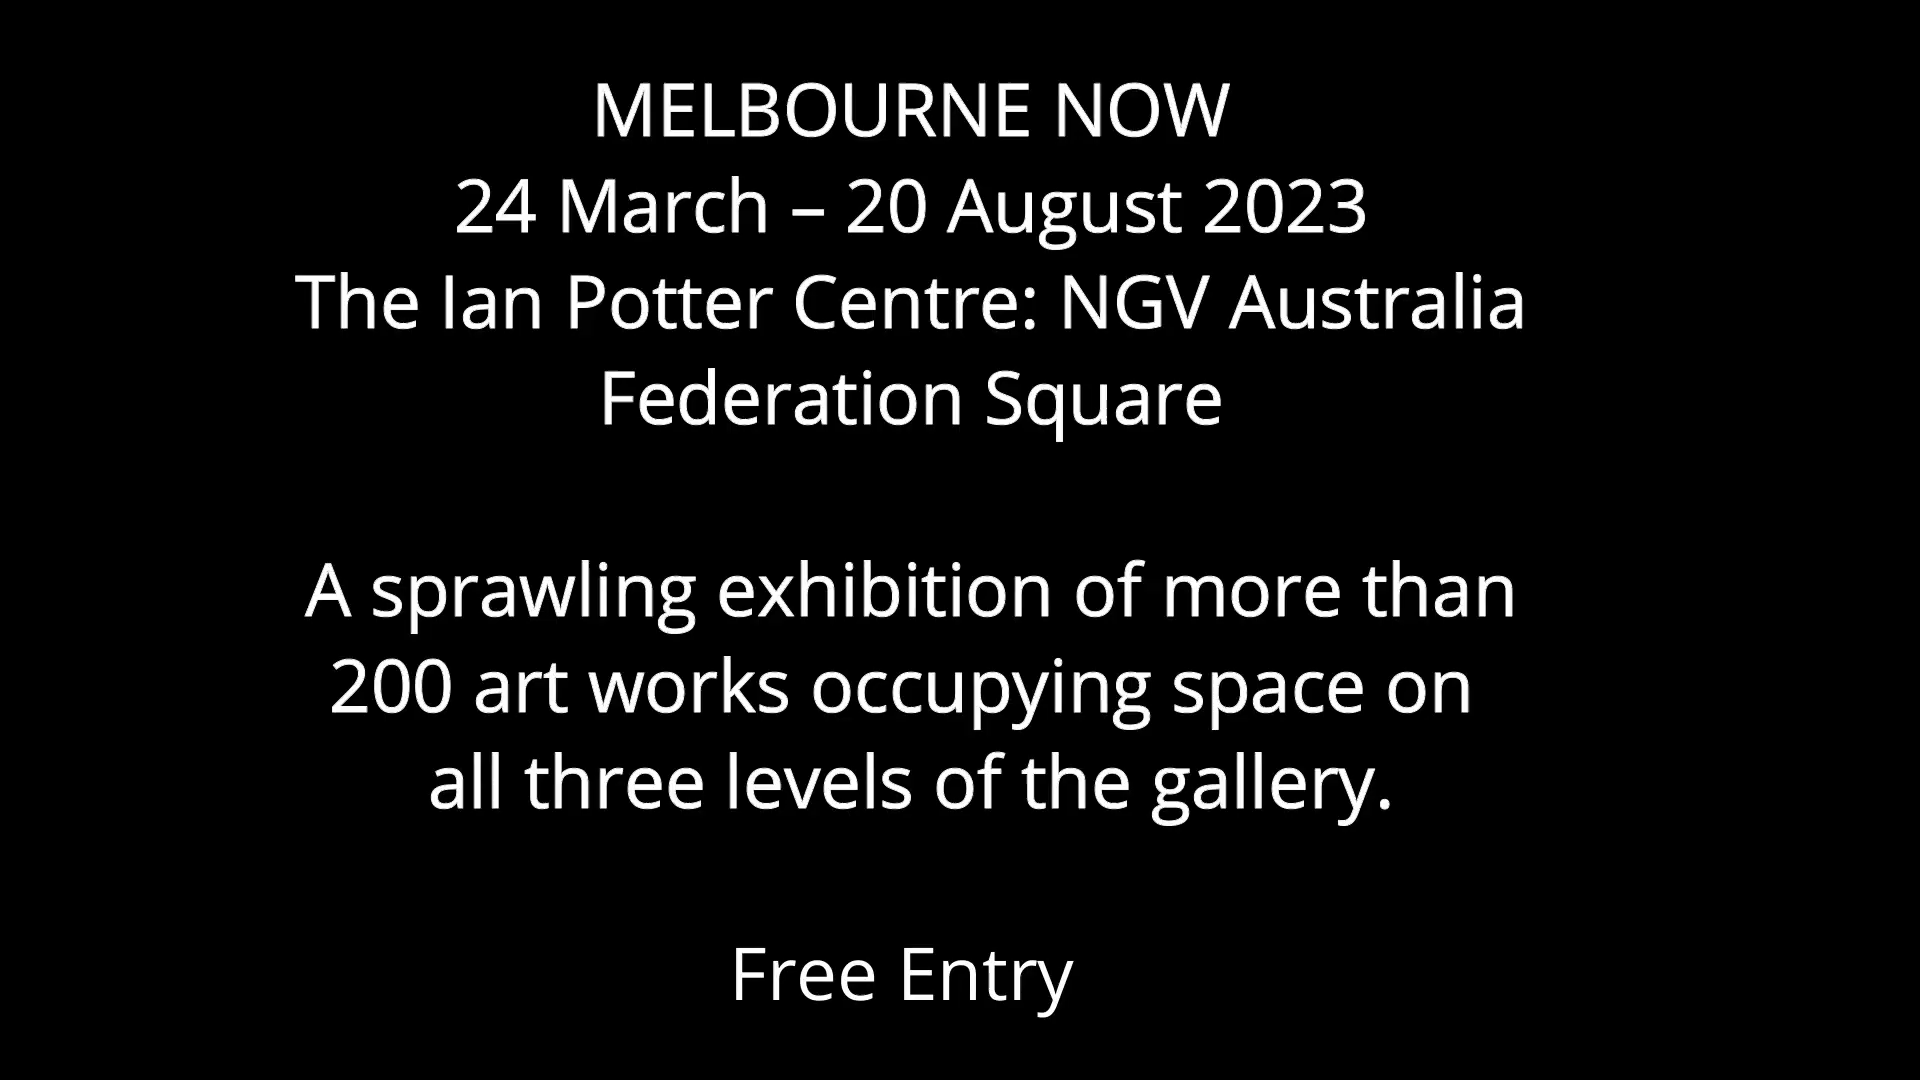 MELBOURNE NOW
24 March – 20 August 2023
The Ian Potter Centre: NGV Australia
Federation Square
A sprawling exhibition of more than
200 art works occupying space on
all three levels of the gallery.
Free Entry